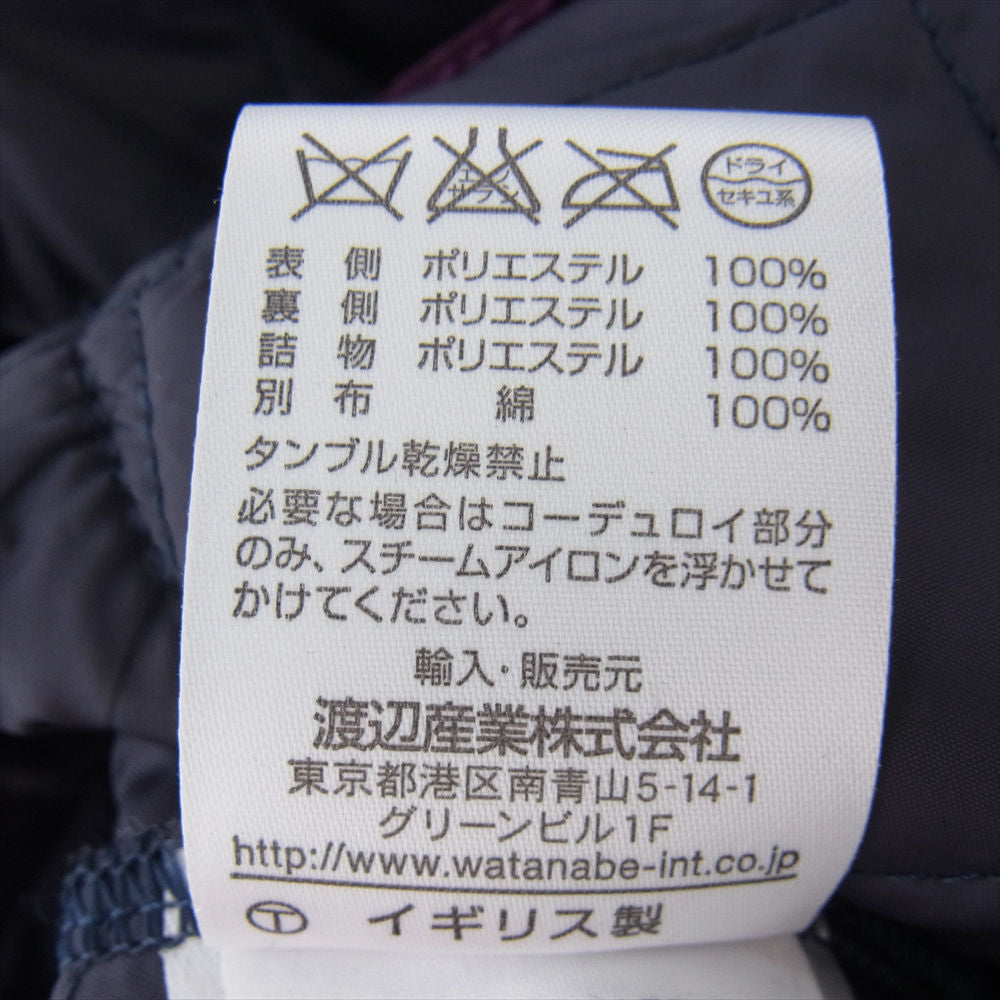 エンソ サラシ
ドライ
セキユ系
表側 ポリエステル 100%
裏側 ポリエステル 100%
詰物 ポリエステル 100%
別布 綿 100%
タンブル乾燥禁止
必要な場合はコーデュロイ部分
のみ、スチームアイロンを浮かせて
かけてください。
輸入・販売元
渡辺産業株式会社
東京都港区南青山5-14-1
グリーンビル1F
http://www.watanabe-int.co.jp
Ⓣ イギリス製